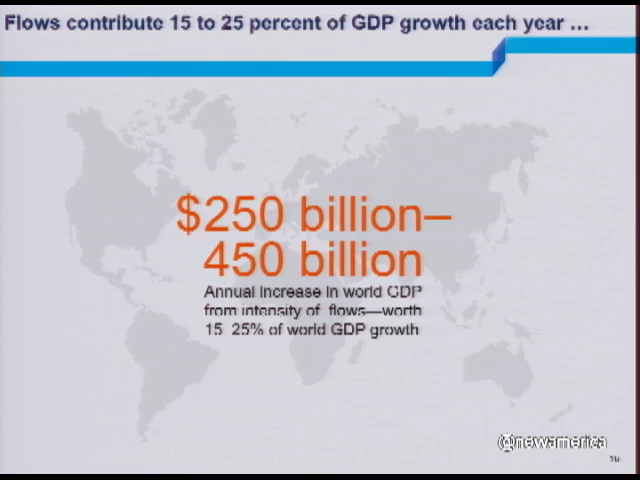 Flows contribute 15 to 25 percent of GDP growth each year ...
$250 billion–
450 billion
Annual increase in world GDP
from intensity of flows—worth
15 25% of world GDP growth
@newamerica
16